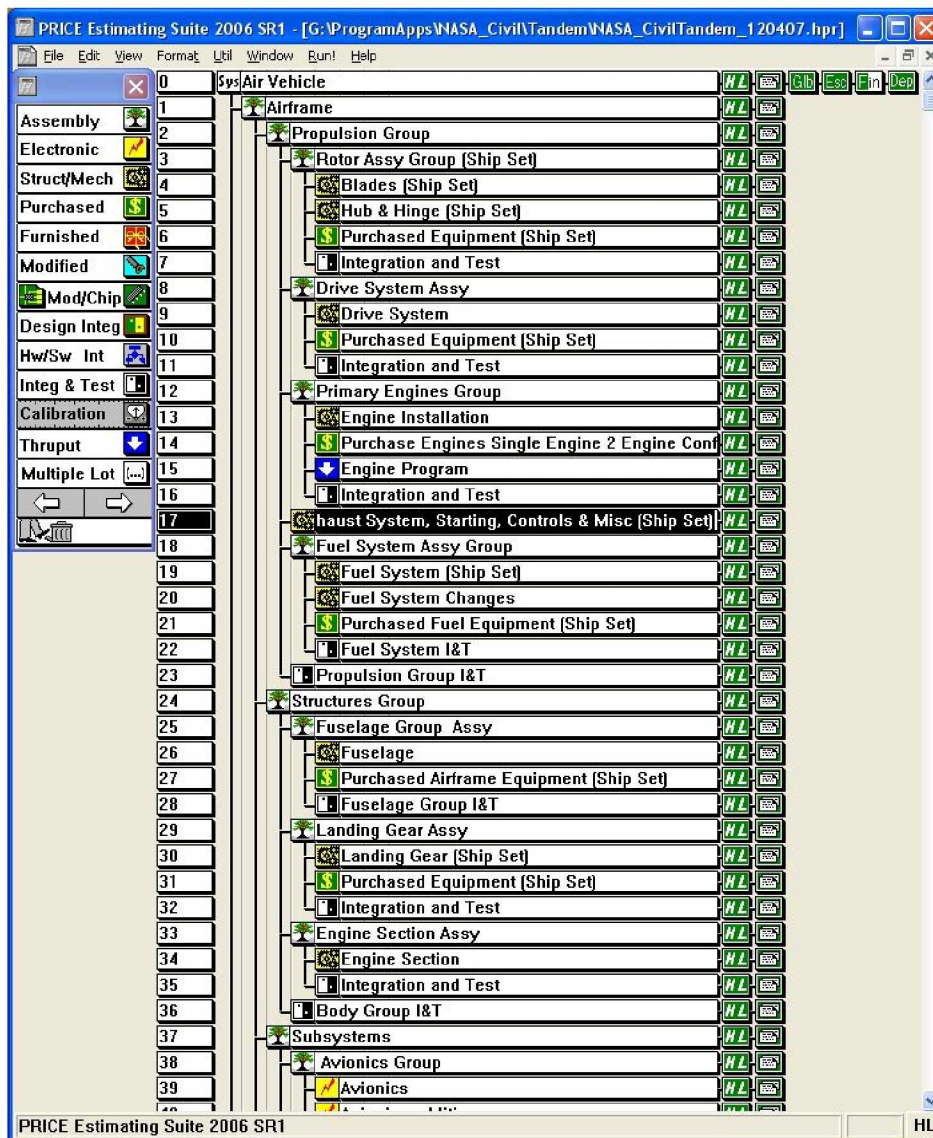 PRICE Estimating Suite 2006 SR1 - [G:\ProgramApps\NASA_Civil\Tandem\NASA_CivilTandem_120407.hpr]
File Edit View Format Util Window Run! Help
Assembly
Electronic
Struct/Mech
Purchased
Furnished
Modified
Mod/Chip
Design Integ
Hw/Sw Int
Integ & Test
Calibration
Thruput
Multiple Lot (...)
0 Sys Air Vehicle HL Glb Esc Fin Dep
1 Airframe HL
2 Propulsion Group HL
3 Rotor Assy Group (Ship Set) HL
4 Blades (Ship Set) HL
5 Hub & Hinge (Ship Set) HL
6 $ Purchased Equipment (Ship Set) HL
7 Integration and Test HL
8 Drive System Assy HL
9 Drive System HL
10 $ Purchased Equipment (Ship Set) HL
11 Integration and Test HL
12 Primary Engines Group HL
13 Engine Installation HL
14 $ Purchase Engines Single Engine 2 Engine Conf HL
15 Engine Program HL
16 Integration and Test HL
17 haust System, Starting, Controls & Misc (Ship Set) HL
18 Fuel System Assy Group HL
19 Fuel System (Ship Set) HL
20 Fuel System Changes HL
21 $ Purchased Fuel Equipment (Ship Set) HL
22 Fuel System I&T HL
23 Propulsion Group I&T HL
24 Structures Group HL
25 Fuselage Group Assy HL
26 Fuselage HL
27 $ Purchased Airframe Equipment (Ship Set) HL
28 Fuselage Group I&T HL
29 Landing Gear Assy HL
30 Landing Gear (Ship Set) HL
31 $ Purchased Equipment (Ship Set) HL
32 Integration and Test HL
33 Engine Section Assy HL
34 Engine Section HL
35 Integration and Test HL
36 Body Group I&T HL
37 Subsystems HL
38 Avionics Group HL
39 Avionics HL
PRICE Estimating Suite 2006 SR1 HL